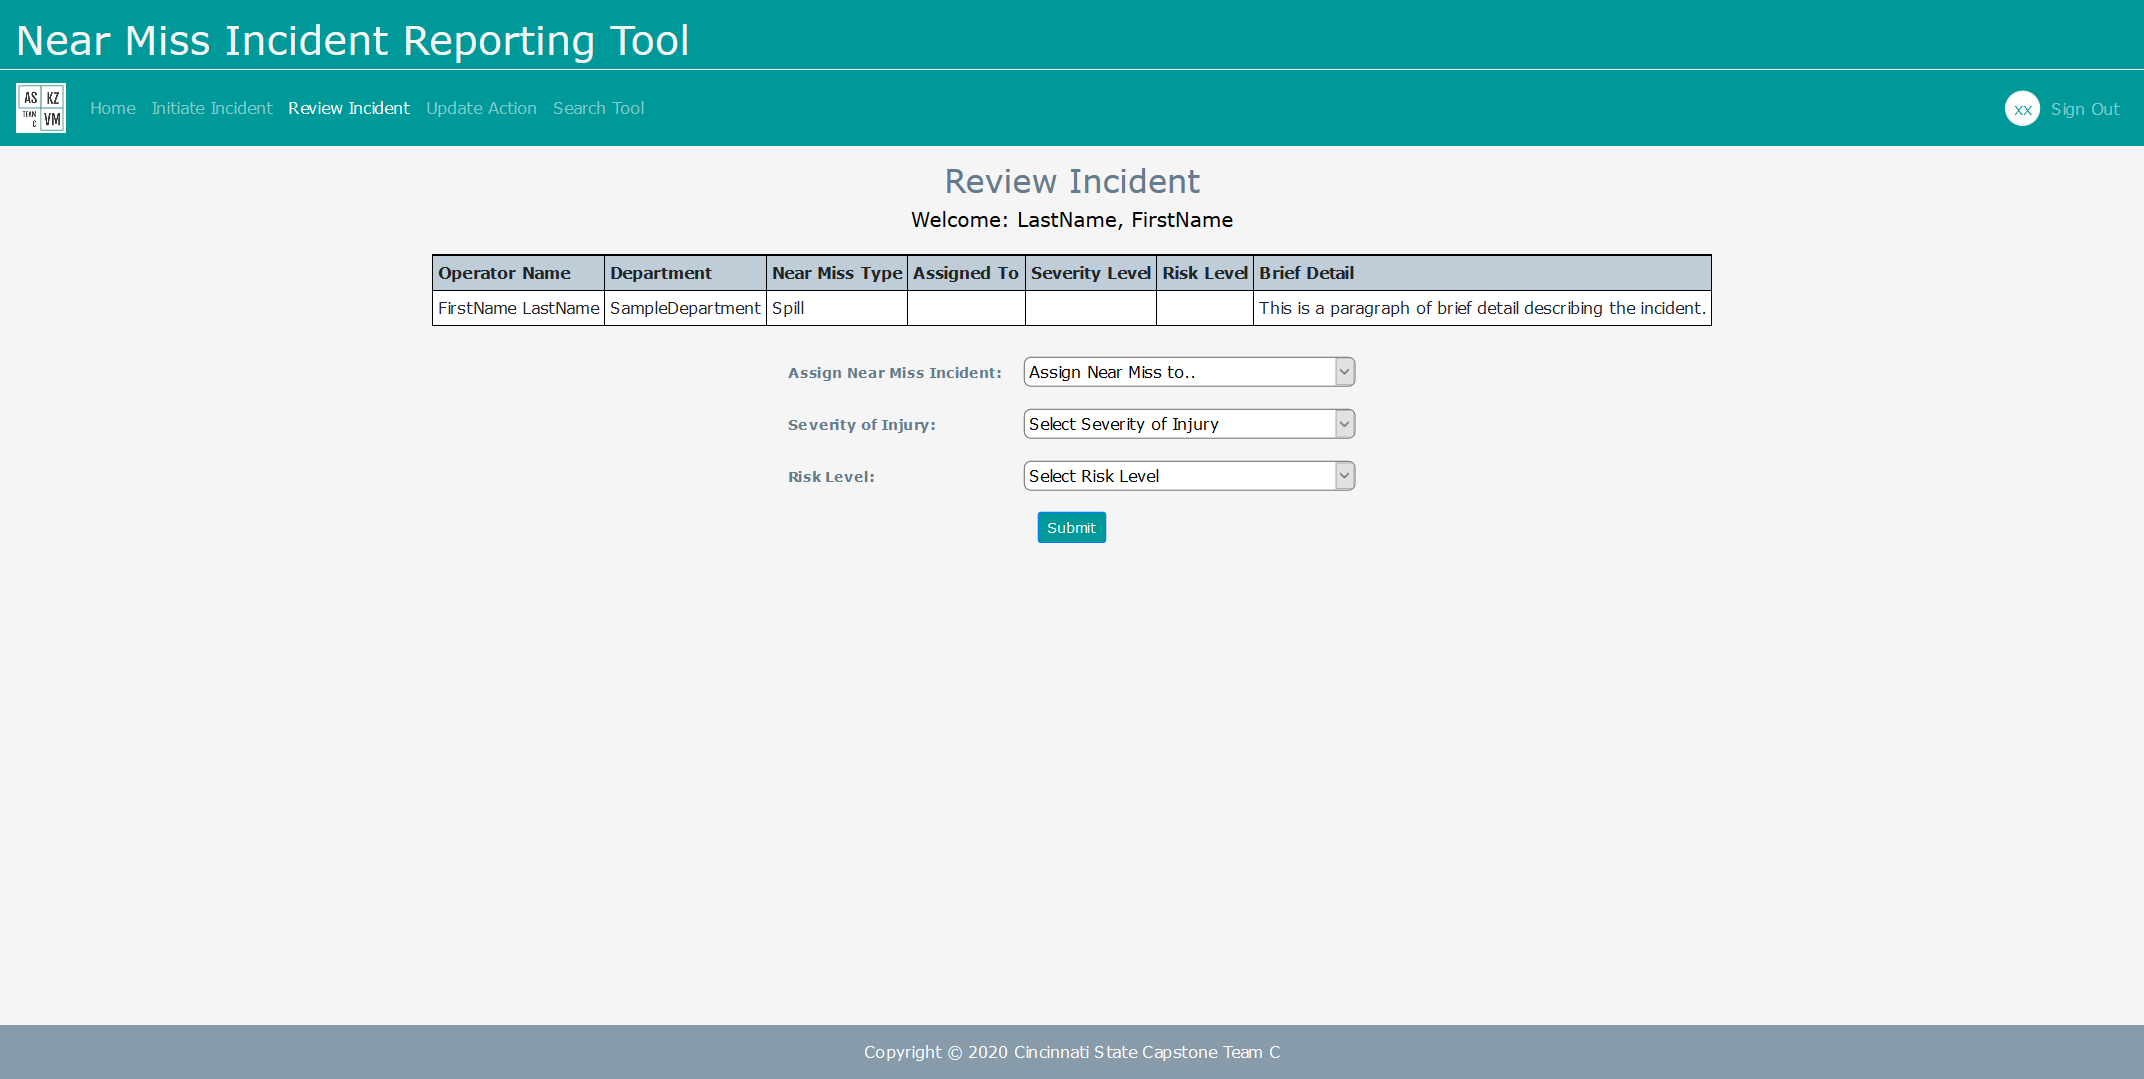 Near Miss Incident Reporting Tool
AS KZ
TEAM C VM
Home Initiate Incident Review Incident Update Action Search Tool
xx Sign Out
Review Incident
Welcome: LastName, FirstName
Operator Name Department Near Miss Type Assigned To Severity Level Risk Level Brief Detail
FirstName LastName SampleDepartment Spill This is a paragraph of brief detail describing the incident.
Assign Near Miss Incident: Assign Near Miss to..
Severity of Injury: Select Severity of Injury
Risk Level: Select Risk Level
Submit
Copyright © 2020 Cincinnati State Capstone Team C